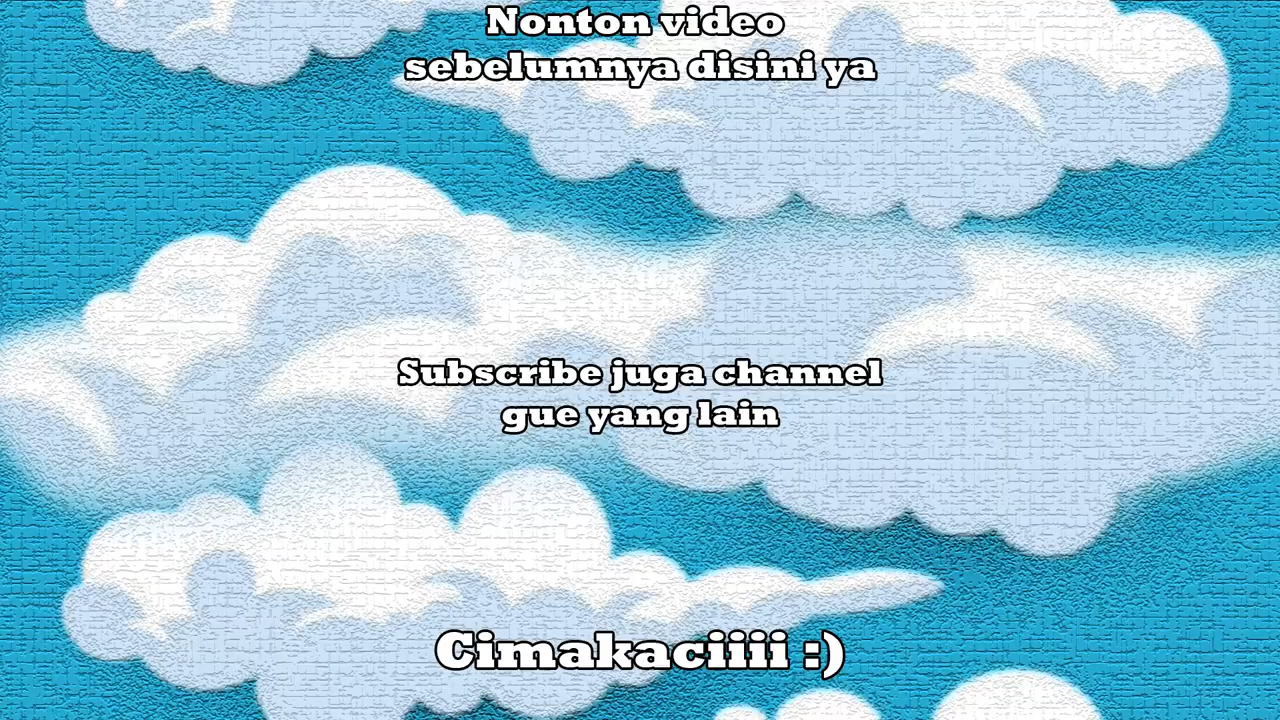 Nonton video
sebelumnya disini ya
Subscribe juga channel
gue yang lain
Cimakaciiii :)